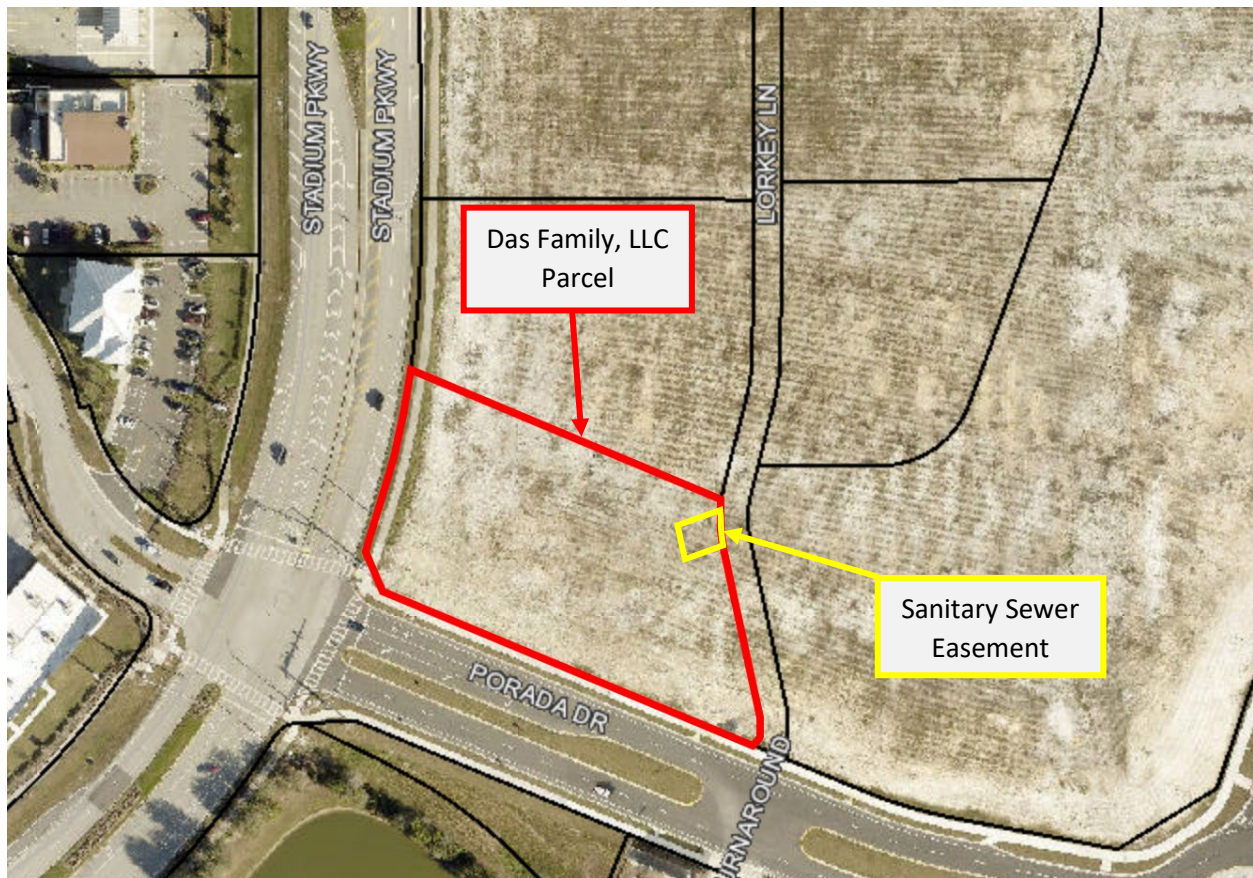 STADIUM PKWY
STADIUM PKWY
LORKEY LN
Das Family, LLC
Parcel
Sanitary Sewer
Easement
PORADA DR
URNAROUND